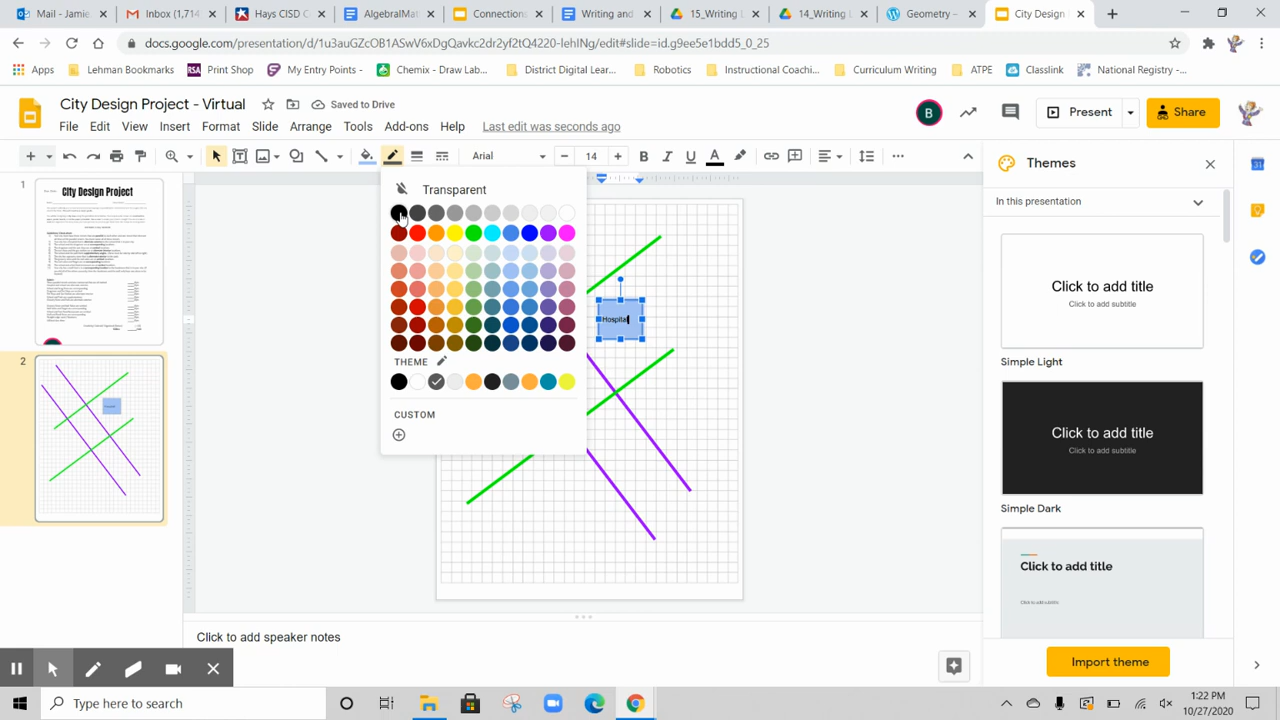 Mail - Jimenez
Inbox (1,714
Hays CISD -
AlgebraMat
Connections
Writing and
15_Writing
14_Writing L
Geometry -
City Design
docs.google.com/presentation/d/1u3auGZcOB1ASwV6xDgQavkc2dr2yf2tQ4220-lehINg/edit#slide=id.g9ee5e1bdd5_0_25
Apps
Lehman Bookmarks
RSA
Print Shop
My Entry Points -
Chemix - Draw Lab...
District Digital Lear...
Robotics
Instructional Coachi...
Curriculum Writing
ATPE
Classlink
National Registry -...
City Design Project - Virtual
Saved to Drive
B
Present
Share
File Edit View Insert Format Slide Arrange Tools Add-ons Help Last edit was seconds ago
Arial
14
B I U A
1
City Design Project
2
Transparent
THEME
CUSTOM
Hospital
Click to add speaker notes
Themes
In this presentation
Click to add title
Click to add subtitle
Simple Light
Click to add title
Click to add subtitle
Simple Dark
Click to add title
Click to add subtitle
Import theme
31
Type here to search
1:22 PM
10/27/2020